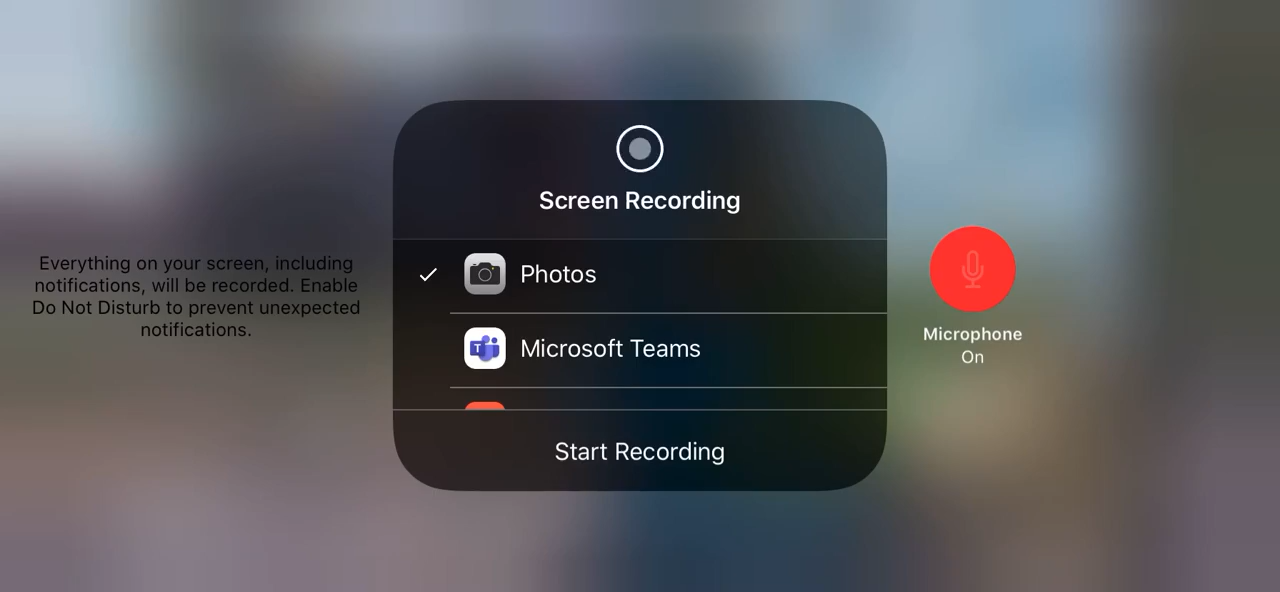 Screen Recording
Everything on your screen, including
notifications, will be recorded. Enable
Do Not Disturb to prevent unexpected
notifications.
Photos
T
Microsoft Teams
Start Recording
Microphone
On